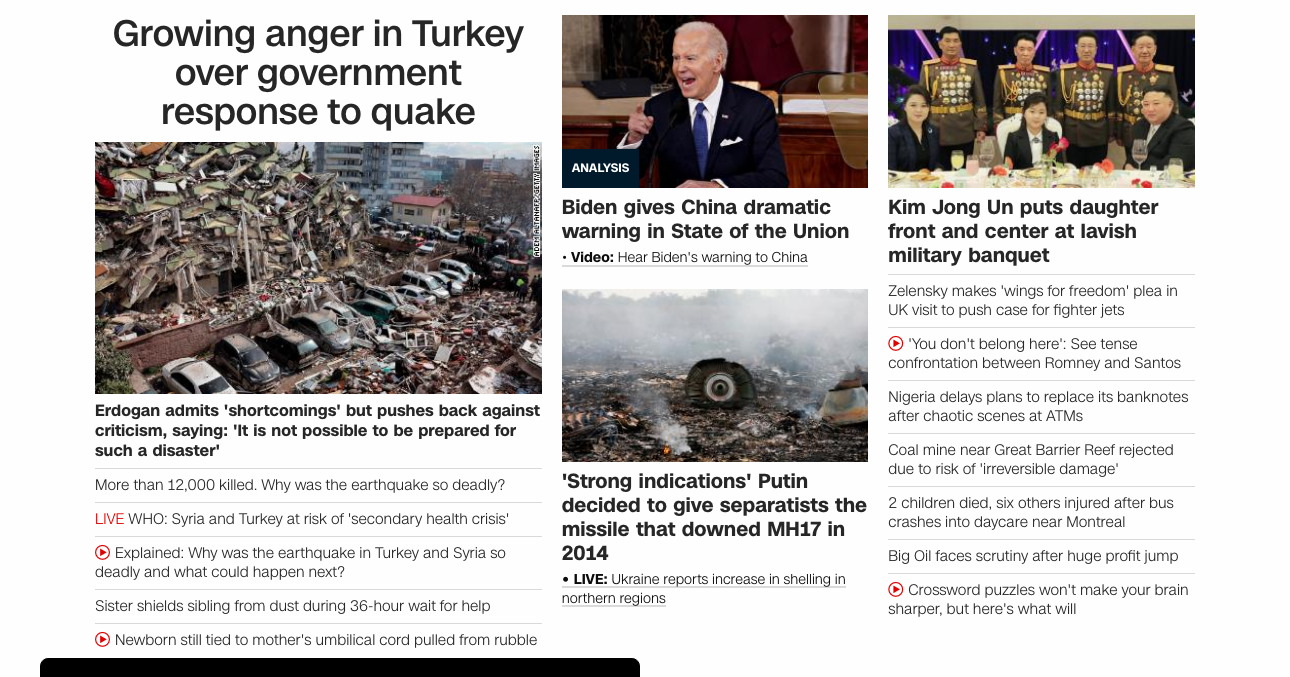 Growing anger in Turkey
over government
response to quake
ADEM ALTAN/AFP/GETTY IMAGES
Erdogan admits 'shortcomings' but pushes back against
criticism, saying: 'It is not possible to be prepared for
such a disaster'
More than 12,000 killed. Why was the earthquake so deadly?
LIVE WHO: Syria and Turkey at risk of 'secondary health crisis'
Explained: Why was the earthquake in Turkey and Syria so
deadly and what could happen next?
Sister shields sibling from dust during 36-hour wait for help
Newborn still tied to mother's umbilical cord pulled from rubble
ANALYSIS
Biden gives China dramatic
warning in State of the Union
• Video: Hear Biden's warning to China
'Strong indications' Putin
decided to give separatists the
missile that downed MH17 in
2014
• LIVE: Ukraine reports increase in shelling in
northern regions
Kim Jong Un puts daughter
front and center at lavish
military banquet
Zelensky makes 'wings for freedom' plea in
UK visit to push case for fighter jets
'You don't belong here': See tense
confrontation between Romney and Santos
Nigeria delays plans to replace its banknotes
after chaotic scenes at ATMs
Coal mine near Great Barrier Reef rejected
due to risk of 'irreversible damage'
2 children died, six others injured after bus
crashes into daycare near Montreal
Big Oil faces scrutiny after huge profit jump
Crossword puzzles won't make your brain
sharper, but here's what will